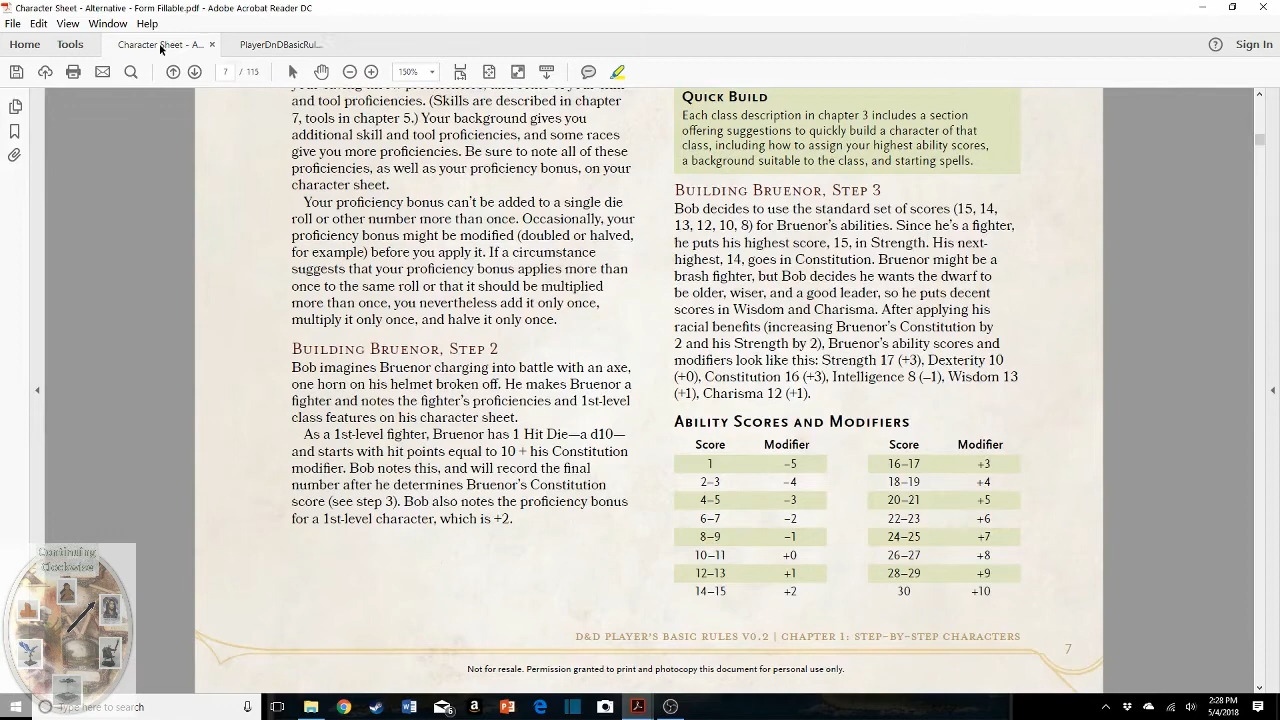 Character Sheet - Alternative - Form Fillable.pdf - Adobe Acrobat Reader DC
File Edit View Window Help
Home Tools Character Sheet - A... × PlayerDnDBasicRul... Sign In
7 / 115 150%
and tool proficiencies. (Skills are described in chapter
7, tools in chapter 5.) Your background gives you
additional skill and tool proficiencies, and some races
give you more proficiencies. Be sure to note all of these
proficiencies, as well as your proficiency bonus, on your
character sheet.
Your proficiency bonus can't be added to a single die
roll or other number more than once. Occasionally, your
proficiency bonus might be modified (doubled or halved,
for example) before you apply it. If a circumstance
suggests that your proficiency bonus applies more than
once to the same roll or that it should be multiplied
more than once, you nevertheless add it only once,
multiply it only once, and halve it only once.
Building Bruenor, Step 2
Bob imagines Bruenor charging into battle with an axe,
one horn on his helmet broken off. He makes Bruenor a
fighter and notes the fighter's proficiencies and 1st-level
class features on his character sheet.
As a 1st-level fighter, Bruenor has 1 Hit Die—a d10—
and starts with hit points equal to 10 + his Constitution
modifier. Bob notes this, and will record the final
number after he determines Bruenor's Constitution
score (see step 3). Bob also notes the proficiency bonus
for a 1st-level character, which is +2.
Quick Build
Each class description in chapter 3 includes a section
offering suggestions to quickly build a character of that
class, including how to assign your highest ability scores,
a background suitable to the class, and starting spells.
Building Bruenor, Step 3
Bob decides to use the standard set of scores (15, 14,
13, 12, 10, 8) for Bruenor's abilities. Since he's a fighter,
he puts his highest score, 15, in Strength. His next-
highest, 14, goes in Constitution. Bruenor might be a
brash fighter, but Bob decides he wants the dwarf to
be older, wiser, and a good leader, so he puts decent
scores in Wisdom and Charisma. After applying his
racial benefits (increasing Bruenor's Constitution by
2 and his Strength by 2), Bruenor's ability scores and
modifiers look like this: Strength 17 (+3), Dexterity 10
(+0), Constitution 16 (+3), Intelligence 8 (–1), Wisdom 13
(+1), Charisma 12 (+1).
Ability Scores and Modifiers
Score Modifier Score Modifier
1 –5 16–17 +3
2–3 –4 18–19 +4
4–5 –3 20–21 +5
6–7 –2 22–23 +6
8–9 –1 24–25 +7
10–11 +0 26–27 +8
12–13 +1 28–29 +9
14–15 +2 30 +10
D&D Player's Basic Rules v0.2 | Chapter 1: Step-by-Step Characters
7
Not for resale. Permission granted to print and photocopy this document for personal use only.
Continuing
Clockwise
Type here to search
2:28 PM
5/4/2018